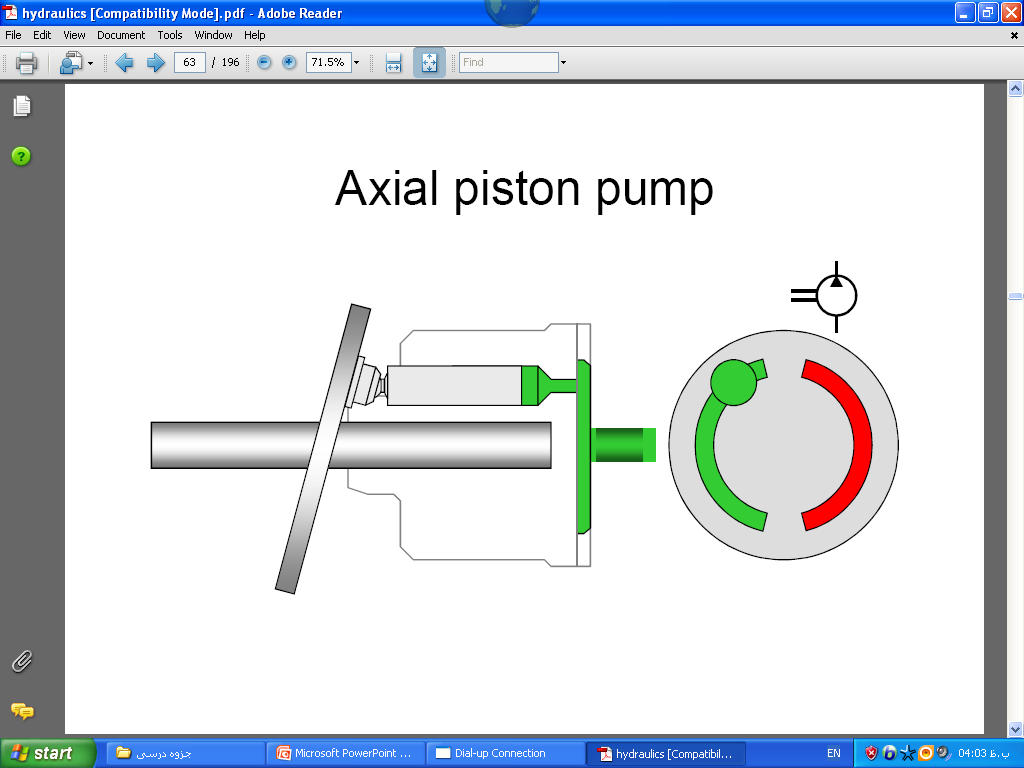 hydraulics [Compatibility Mode].pdf - Adobe Reader
File Edit View Document Tools Window Help
63 / 196 71.5% Find
Axial piston pump
start جزوه درسی Microsoft PowerPoint ... Dial-up Connection hydraulics [Compatibil... EN 04:03 ب.ظ